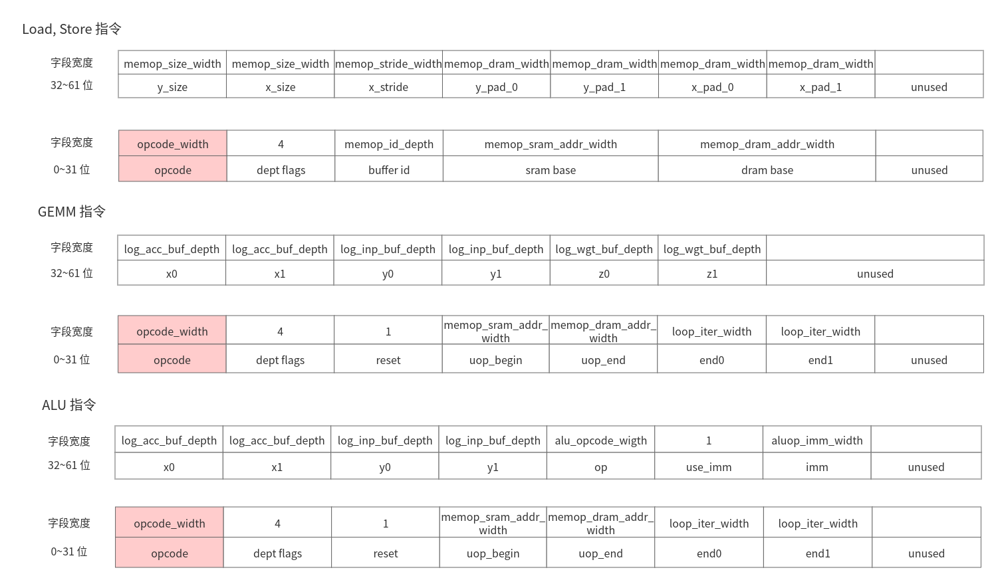 Load, Store 指令
字段宽度 memop_size_width memop_size_width memop_stride_width memop_dram_width memop_dram_width memop_dram_width memop_dram_width
32~61 位 y_size x_size x_stride y_pad_0 y_pad_1 x_pad_0 x_pad_1 unused
字段宽度 opcode_width 4 memop_id_depth memop_sram_addr_width memop_dram_addr_width
0~31 位 opcode dept flags buffer id sram base dram base unused
GEMM 指令
字段宽度 log_acc_buf_depth log_acc_buf_depth log_inp_buf_depth log_inp_buf_depth log_wgt_buf_depth log_wgt_buf_depth
32~61 位 x0 x1 y0 y1 z0 z1 unused
字段宽度 opcode_width 4 1 memop_sram_addr_width memop_dram_addr_width loop_iter_width loop_iter_width
0~31 位 opcode dept flags reset uop_begin uop_end end0 end1 unused
ALU 指令
字段宽度 log_acc_buf_depth log_acc_buf_depth log_inp_buf_depth log_inp_buf_depth alu_opcode_wigth 1 aluop_imm_width
32~61 位 x0 x1 y0 y1 op use_imm imm unused
字段宽度 opcode_width 4 1 memop_sram_addr_width memop_dram_addr_width loop_iter_width loop_iter_width
0~31 位 opcode dept flags reset uop_begin uop_end end0 end1 unused